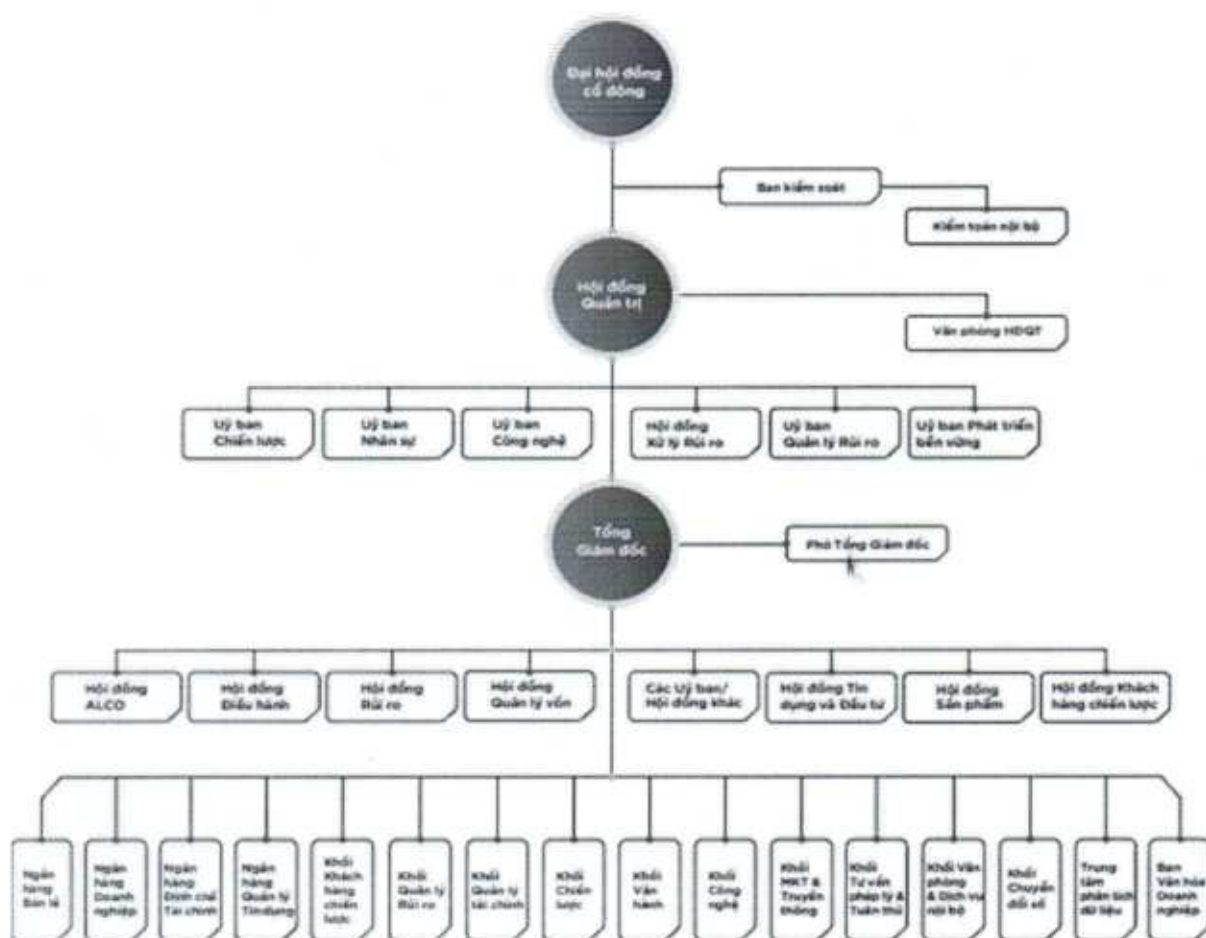 Đại hội đồng
cổ đông
Ban kiểm soát
Kiểm toán nội bộ
Hội đồng
Quản trị
Văn phòng HĐQT
Uỷ ban
Chiến lược
Uỷ ban
Nhân sự
Uỷ ban
Công nghệ
Hội đồng
Xử lý Rủi ro
Uỷ ban
Quản lý Rủi ro
Uỷ ban Phát triển
bền vững
Tổng
Giám đốc
Phó Tổng Giám đốc
Hội đồng
ALCO
Hội đồng
Điều hành
Hội đồng
Rủi ro
Hội đồng
Quản lý vốn
Các Uỷ ban/
Hội đồng khác
Hội đồng Tín
dụng và Đầu tư
Hội đồng
Sản phẩm
Hội đồng Khách
hàng chiến lược
Ngân
hàng
Bán lẻ
Ngân
hàng
Doanh
nghiệp
Ngân
hàng
Định chế
Tài chính
Ngân
hàng
Quản lý
Tín dụng
Khối
Khách
hàng
chiến
lược
Khối
Quản lý
Rủi ro
Khối
Quản lý
tài chính
Khối
Chiến
lược
Khối
Vận
hành
Khối
Công
nghệ
Khối
MKT &
Truyền
thông
Khối
Tư vấn
pháp lý &
Tuân thủ
Khối Văn
phòng
& Dịch vụ
nội bộ
Khối
Chuyển
đổi số
Trung
tâm
phân tích
dữ liệu
Ban
Văn hóa
Doanh
nghiệp